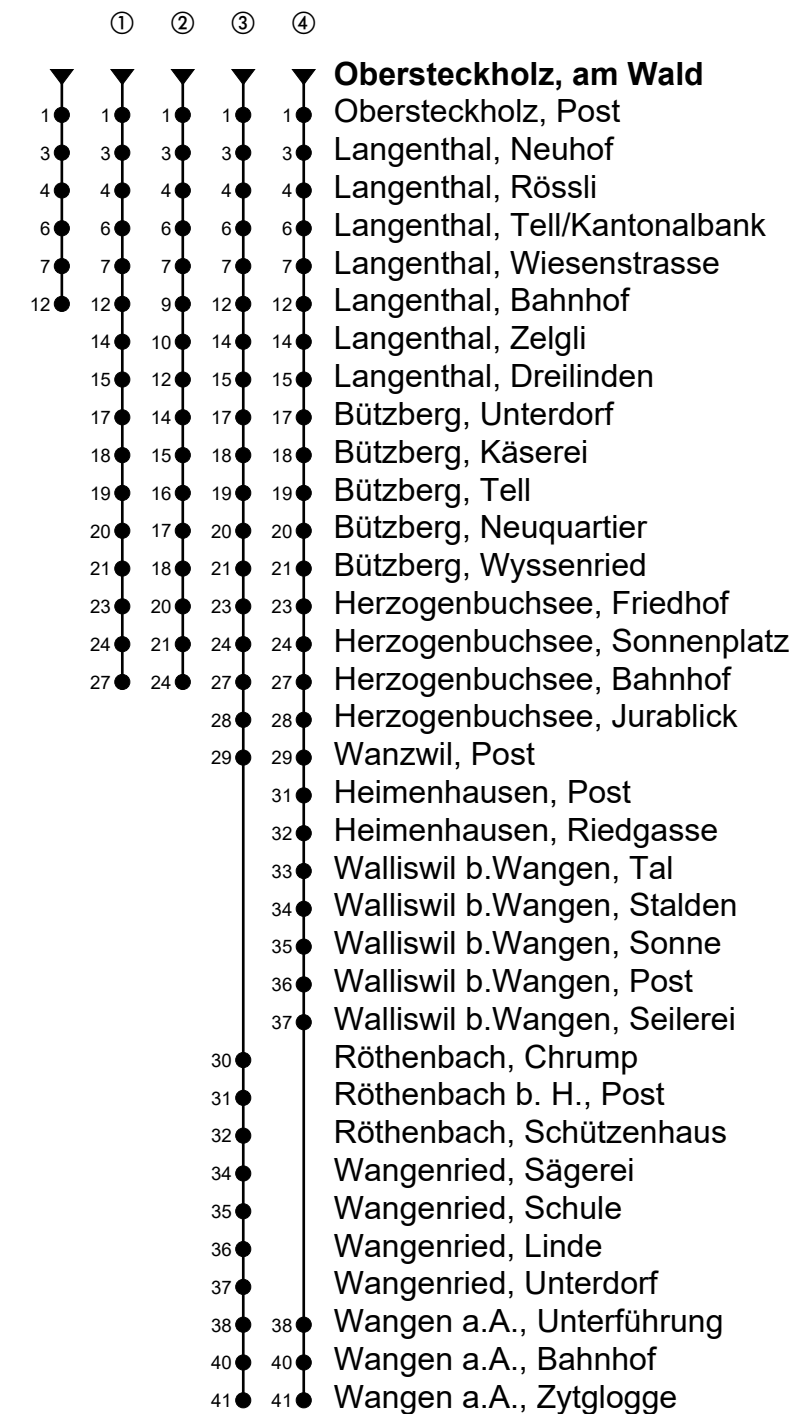 ① ② ③ ④
Obersteckholz, am Wald
1 1 1 1 1 Obersteckholz, Post
3 3 3 3 3 Langenthal, Neuhof
4 4 4 4 4 Langenthal, Rössli
6 6 6 6 6 Langenthal, Tell/Kantonalbank
7 7 7 7 7 Langenthal, Wiesenstrasse
12 12 9 12 12 Langenthal, Bahnhof
14 10 14 14 Langenthal, Zelgli
15 12 15 15 Langenthal, Dreilinden
17 14 17 17 Bützberg, Unterdorf
18 15 18 18 Bützberg, Käserei
19 16 19 19 Bützberg, Tell
20 17 20 20 Bützberg, Neuquartier
21 18 21 21 Bützberg, Wyssenried
23 20 23 23 Herzogenbuchsee, Friedhof
24 21 24 24 Herzogenbuchsee, Sonnenplatz
27 24 27 27 Herzogenbuchsee, Bahnhof
28 28 Herzogenbuchsee, Jurablick
29 29 Wanzwil, Post
31 Heimenhausen, Post
32 Heimenhausen, Riedgasse
33 Walliswil b.Wangen, Tal
34 Walliswil b.Wangen, Stalden
35 Walliswil b.Wangen, Sonne
36 Walliswil b.Wangen, Post
37 Walliswil b.Wangen, Seilerei
30 Röthenbach, Chrump
31 Röthenbach b. H., Post
32 Röthenbach, Schützenhaus
34 Wangenried, Sägerei
35 Wangenried, Schule
36 Wangenried, Linde
37 Wangenried, Unterdorf
38 38 Wangen a.A., Unterführung
40 40 Wangen a.A., Bahnhof
41 41 Wangen a.A., Zytglogge